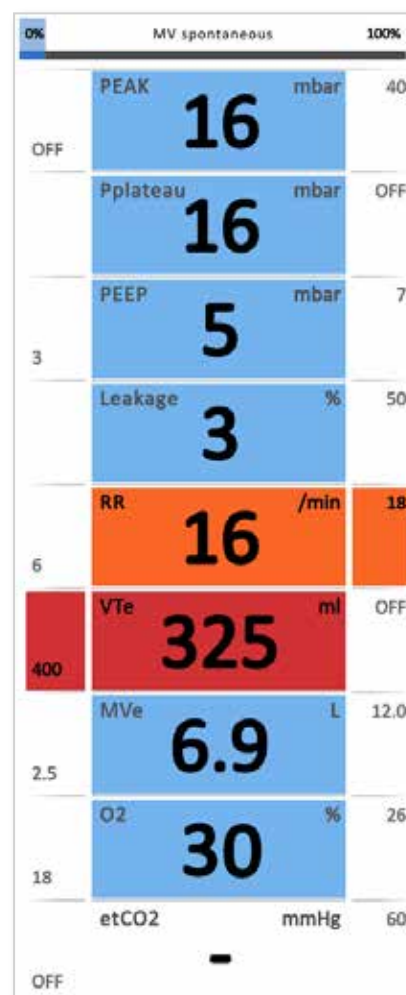 0% MV spontaneous 100%
PEAK mbar 40
16
OFF
Pplateau mbar OFF
16
PEEP mbar 7
5
3
Leakage % 50
3
RR /min 18
16
6
VTe ml OFF
325
400
MVe L 12.0
6.9
2.5
O2 % 26
30
18
etCO2 mmHg 60
-
OFF